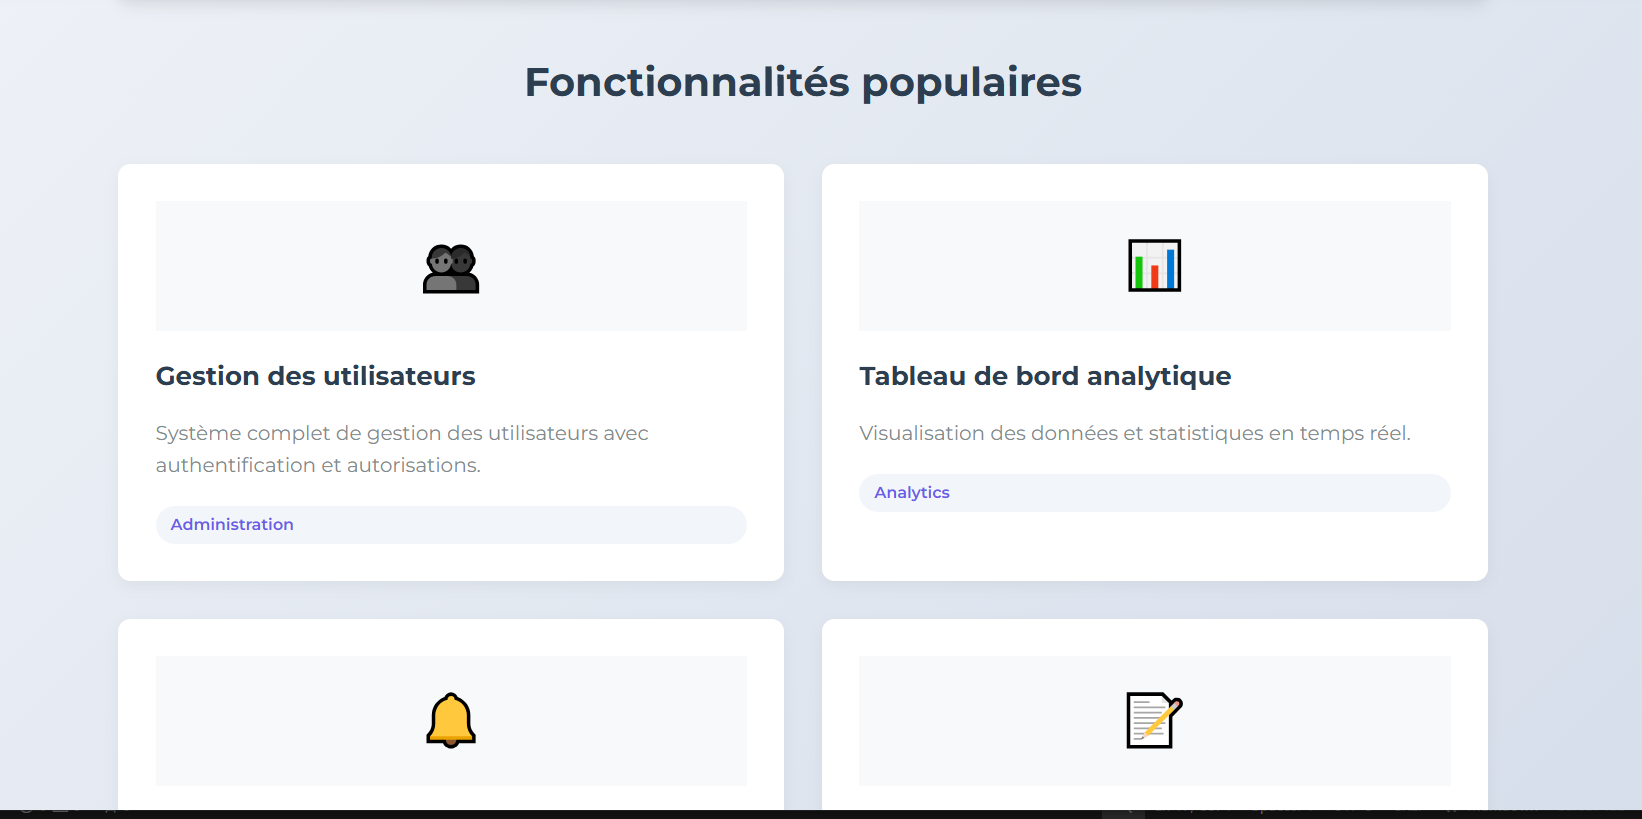 Fonctionnalités populaires
Gestion des utilisateurs
Système complet de gestion des utilisateurs avec
authentification et autorisations.
Administration
Tableau de bord analytique
Visualisation des données et statistiques en temps réel.
Analytics